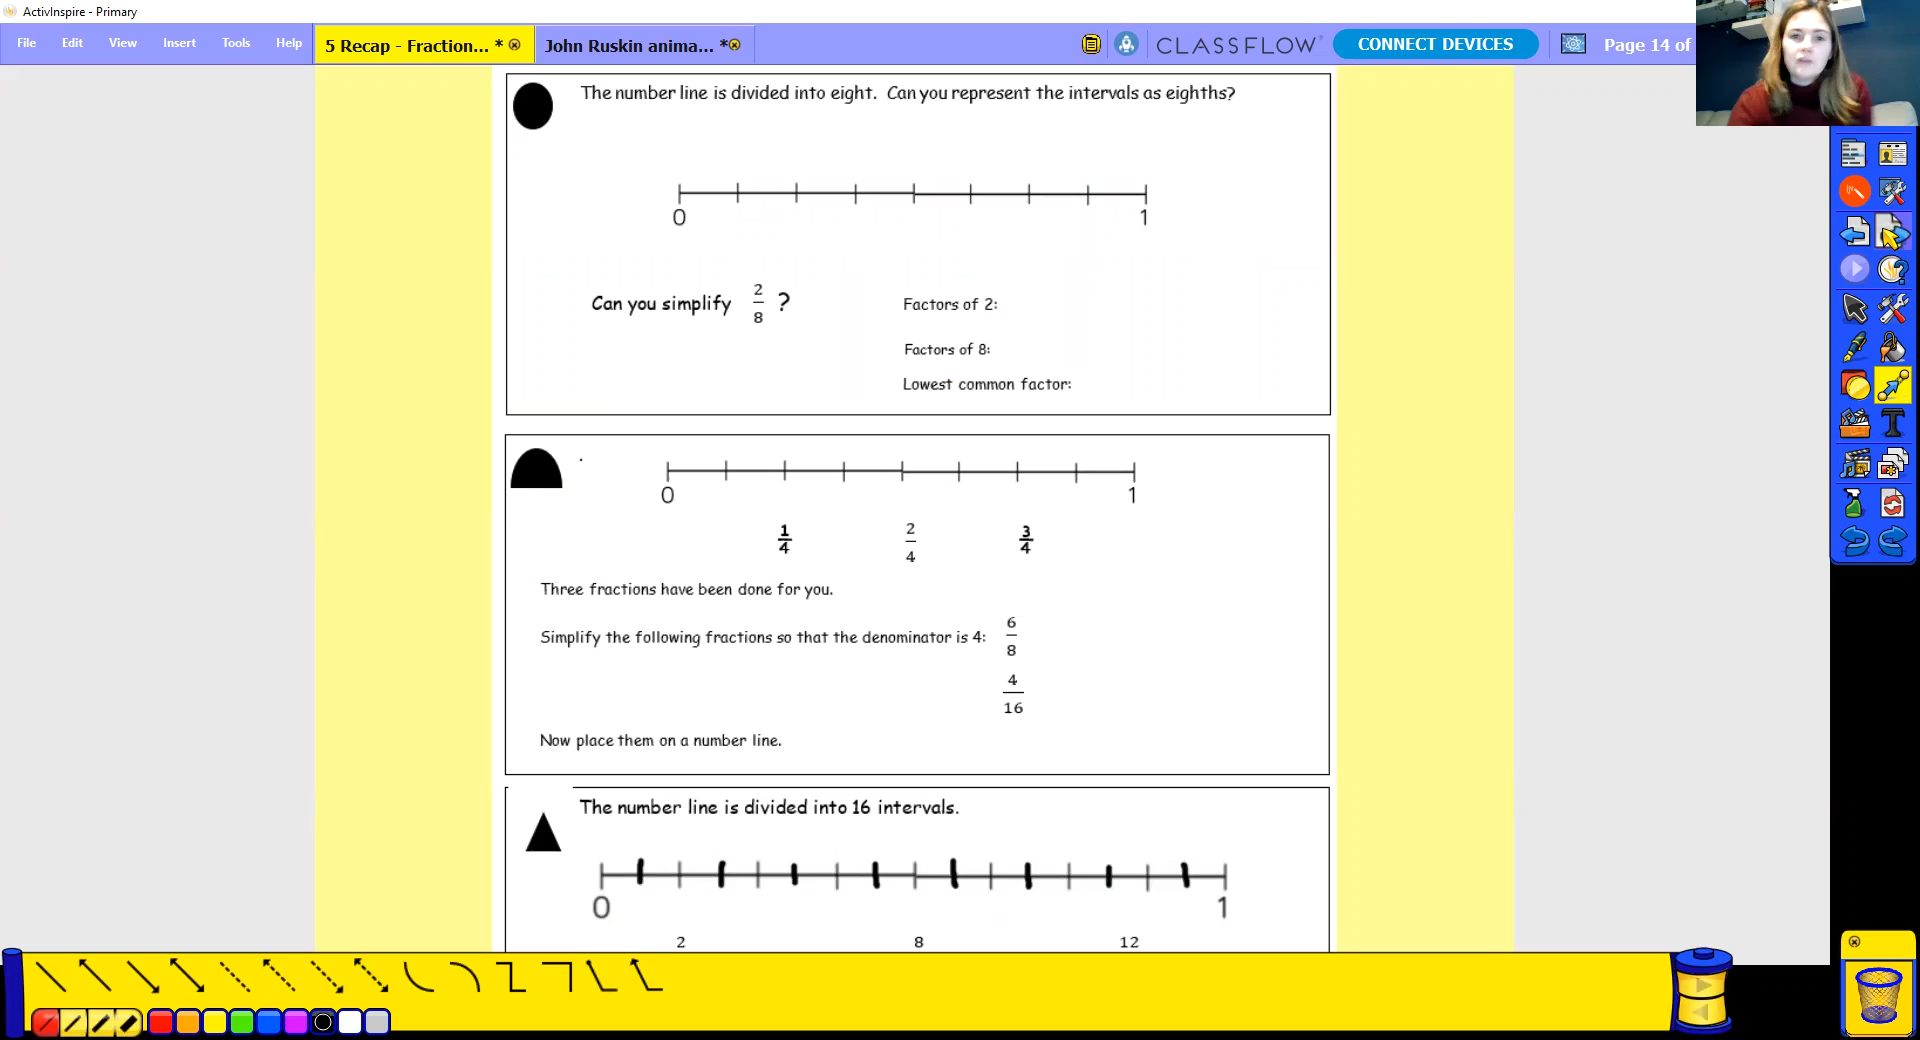 ActivInspire - Primary
File Edit View Insert Tools Help
5 Recap - Fraction... *
John Ruskin anima... *
CLASSFLOW
CONNECT DEVICES
Page 14 of
The number line is divided into eight. Can you represent the intervals as eighths?
0 1
Can you simplify 2/8 ?
Factors of 2:
Factors of 8:
Lowest common factor:
0 1
1/4 2/4 3/4
Three fractions have been done for you.
Simplify the following fractions so that the denominator is 4: 6/8
4/16
Now place them on a number line.
The number line is divided into 16 intervals.
0 1
2 8 12